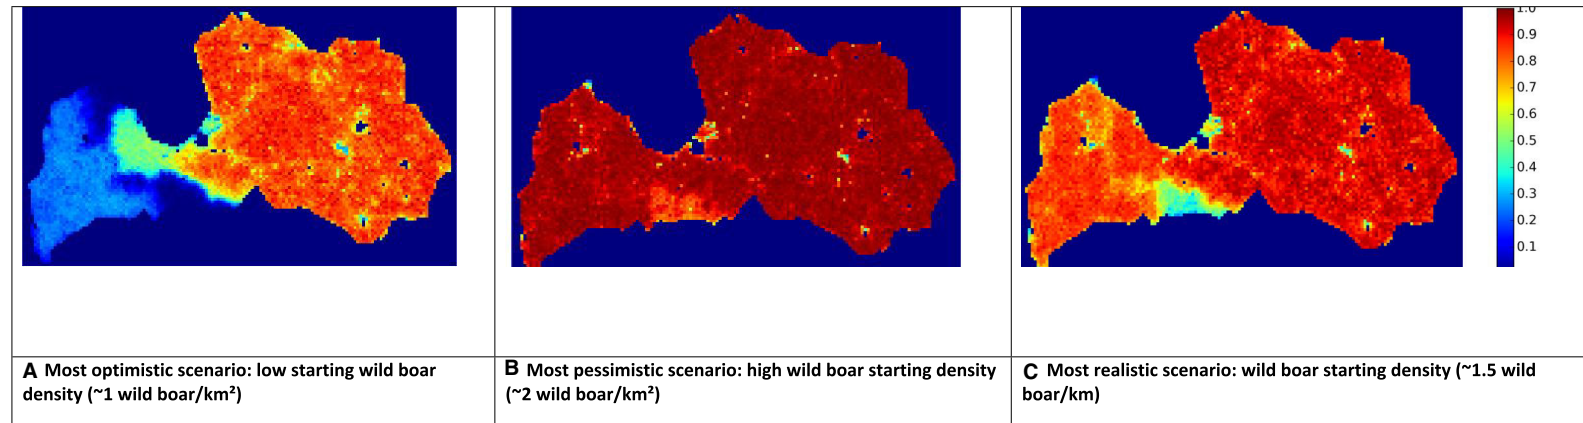 1.0
0.9
0.8
0.7
0.6
0.5
0.4
0.3
0.2
0.1
A Most optimistic scenario: low starting wild boar
density (~1 wild boar/km²)
B Most pessimistic scenario: high wild boar starting density
(~2 wild boar/km²)
C Most realistic scenario: wild boar starting density (~1.5 wild
boar/km)